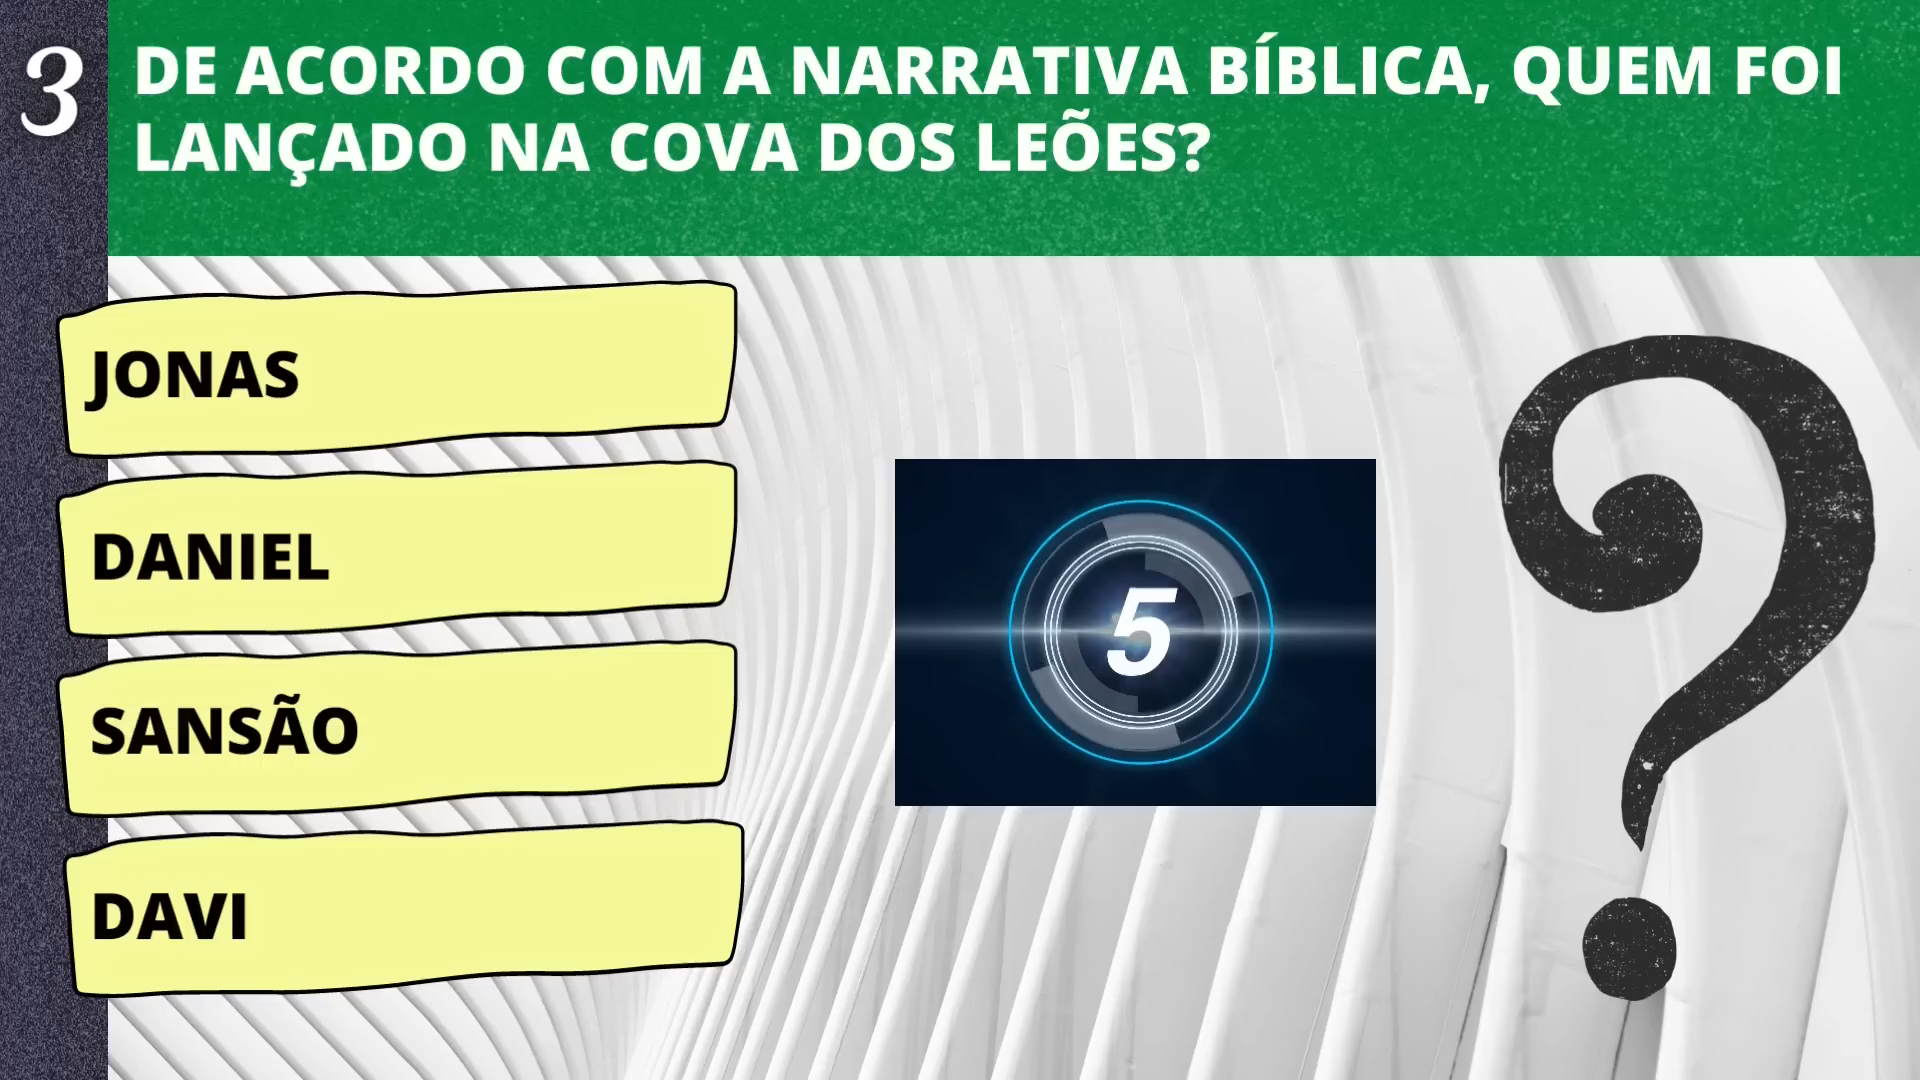 3
DE ACORDO COM A NARRATIVA BÍBLICA, QUEM FOI
LANÇADO NA COVA DOS LEÕES?
JONAS
DANIEL
SANSÃO
DAVI
5
?